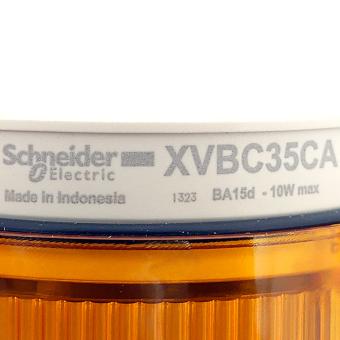 Schneider Electric XVBC35CA
Made in Indonesia 1323 BA15d - 10W max